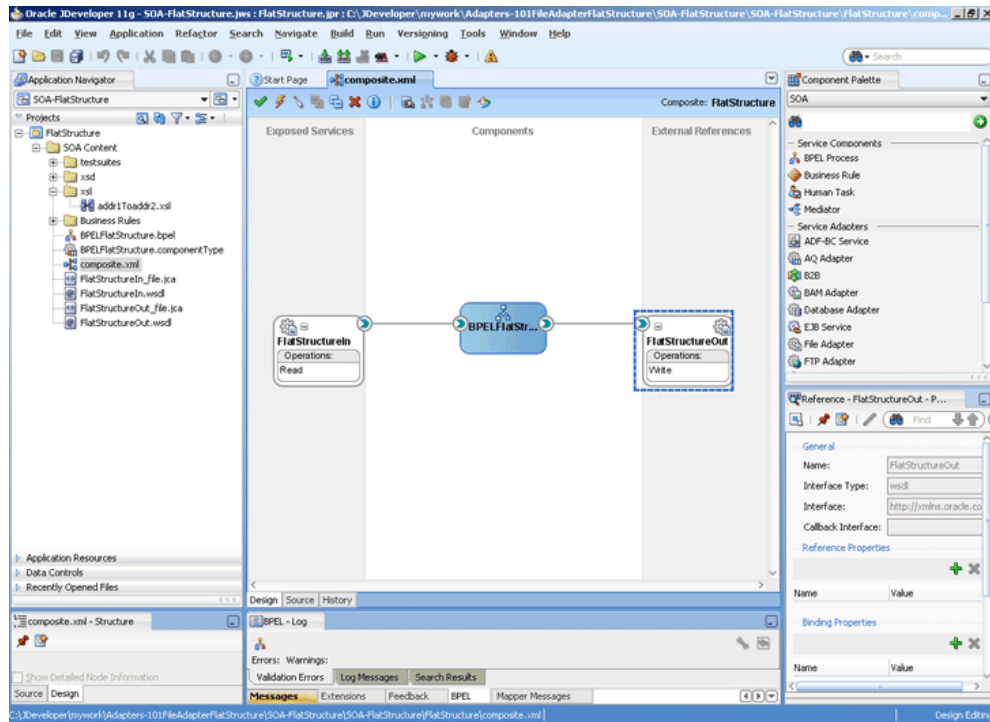 Oracle JDeveloper 11g - SOA-FlatStructure.jws : FlatStructure.jpr : C:\JDeveloper\mywork\Adapters-101FileAdapterFlatStructure\SOA-FlatStructure\SOA-FlatStructure\FlatStructure\comp...
File Edit View Application Refactor Search Navigate Build Run Versioning Tools Window Help
Search
Application Navigator
SOA-FlatStructure
Projects
FlatStructure
SOA Content
testsuites
xsd
xsl
addr1Toaddr2.xsl
Business Rules
BPELFlatStructure.bpel
BPELFlatStructure.componentType
composite.xml
FlatStructureIn_file.jca
FlatStructureIn.wsdl
FlatStructureOut_file.jca
FlatStructureOut.wsdl
Application Resources
Data Controls
Recently Opened Files
composite.xml - Structure
Show Detailed Node Information
Source Design
Start Page composite.xml
Composite: FlatStructure
Exposed Services Components External References
FlatStructureIn
Operations:
Read
BPELFlatStr...
FlatStructureOut
Operations:
Write
Design Source History
BPEL - Log
Errors: Warnings:
Validation Errors Log Messages Search Results
Messages Extensions Feedback BPEL Mapper Messages
Component Palette
SOA
Service Components
BPEL Process
Business Rule
Human Task
Mediator
Service Adapters
ADF-BC Service
AQ Adapter
B2B
BAM Adapter
Database Adapter
EJB Service
File Adapter
FTP Adapter
Reference - FlatStructureOut - P...
Find
General
Name: FlatStructureOut
Interface Type: wsdl
Interface: http://xmlns.oracle.co
Callback Interface:
Reference Properties
Name Value
Binding Properties
Name Value
C:\JDeveloper\mywork\Adapters-101FileAdapterFlatStructure\SOA-FlatStructure\SOA-FlatStructure\FlatStructure\composite.xml Design Editing